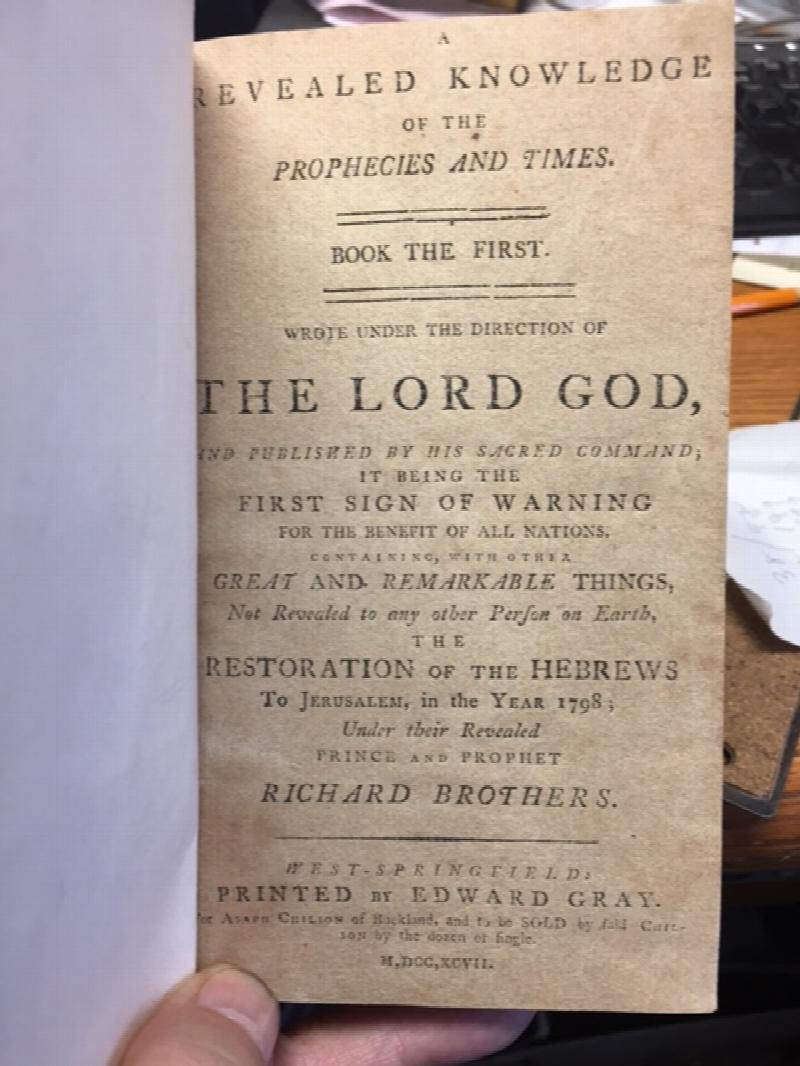 A
REVEALED KNOWLEDGE
OF THE
PROPHECIES AND TIMES.
BOOK THE FIRST.
WROTE UNDER THE DIRECTION OF
THE LORD GOD,
AND PUBLISHED BY HIS SACRED COMMAND;
IT BEING THE
FIRST SIGN OF WARNING
FOR THE BENEFIT OF ALL NATIONS.
CONTAINING, WITH OTHER
GREAT AND REMARKABLE THINGS,
Not Revealed to any other Perſon on Earth,
THE
RESTORATION OF THE HEBREWS
To JERUSALEM, in the YEAR 1798;
Under their Revealed
PRINCE AND PROPHET
RICHARD BROTHERS.
WEST-SPRINGFIELD:
PRINTED BY EDWARD GRAY.
For ASAPH CHILSON of Buckland, and to be SOLD by ſaid CHIL-
SON by the dozen or ſingle.
M,DCC,XCVII.